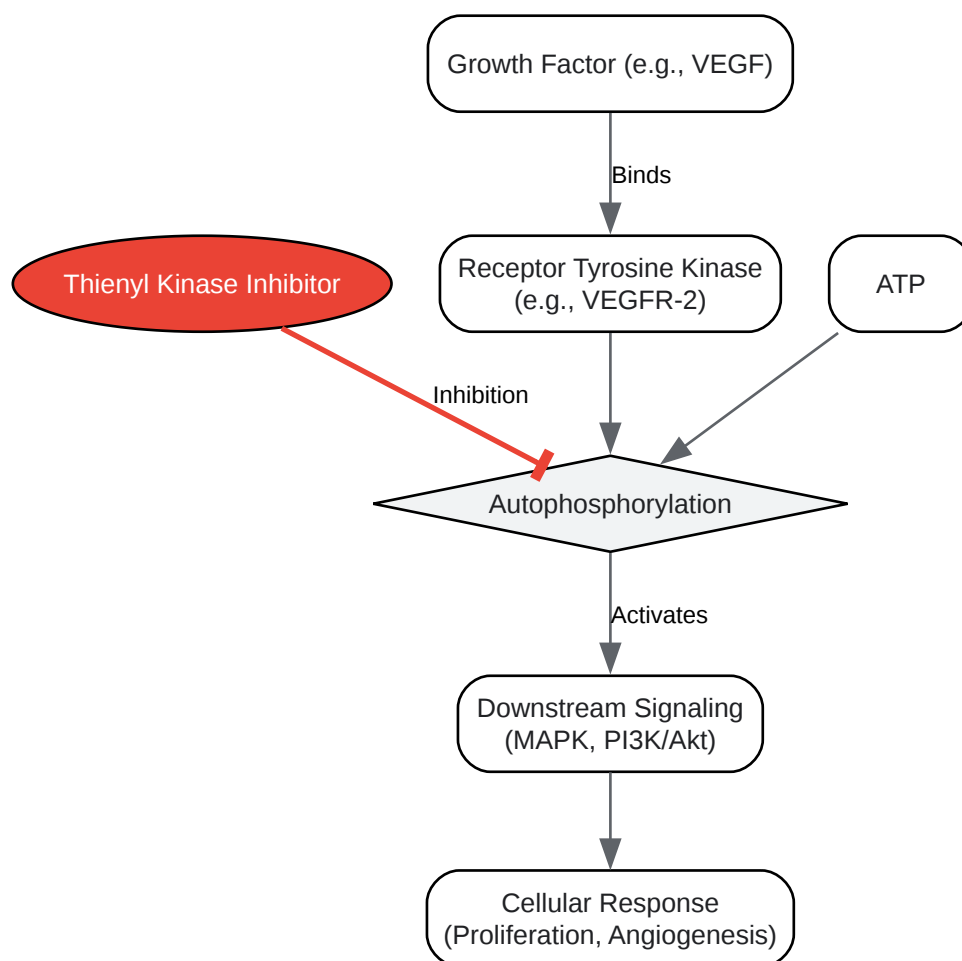 Growth Factor (e.g., VEGF)
Binds
Thienyl Kinase Inhibitor
Receptor Tyrosine Kinase
(e.g., VEGFR-2)
ATP
Inhibition
Autophosphorylation
Activates
Downstream Signaling
(MAPK, PI3K/Akt)
Cellular Response
(Proliferation, Angiogenesis)